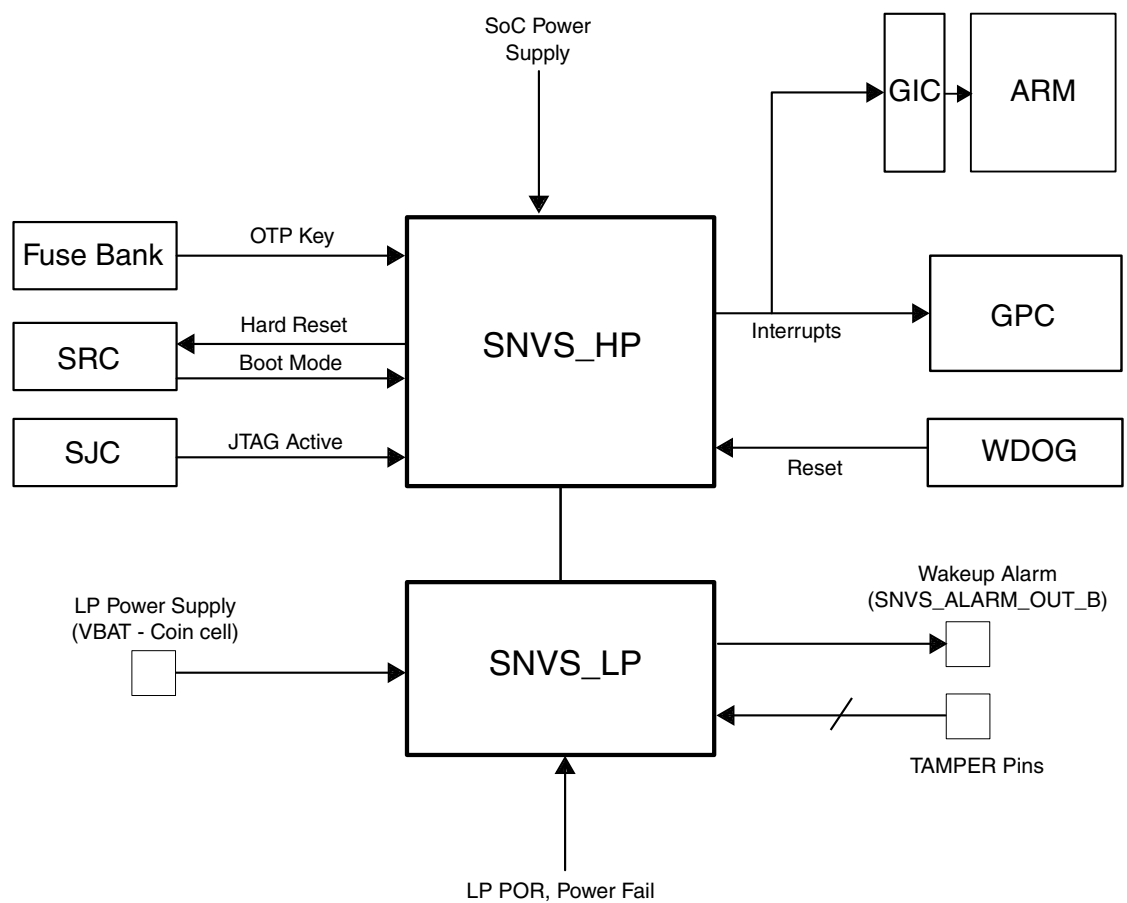 SoC Power
Supply
GIC
ARM
Fuse Bank
OTP Key
Hard Reset
SRC
Boot Mode
SNVS_HP
Interrupts
GPC
SJC
JTAG Active
Reset
WDOG
LP Power Supply
(VBAT - Coin cell)
SNVS_LP
Wakeup Alarm
(SNVS_ALARM_OUT_B)
TAMPER Pins
LP POR, Power Fail